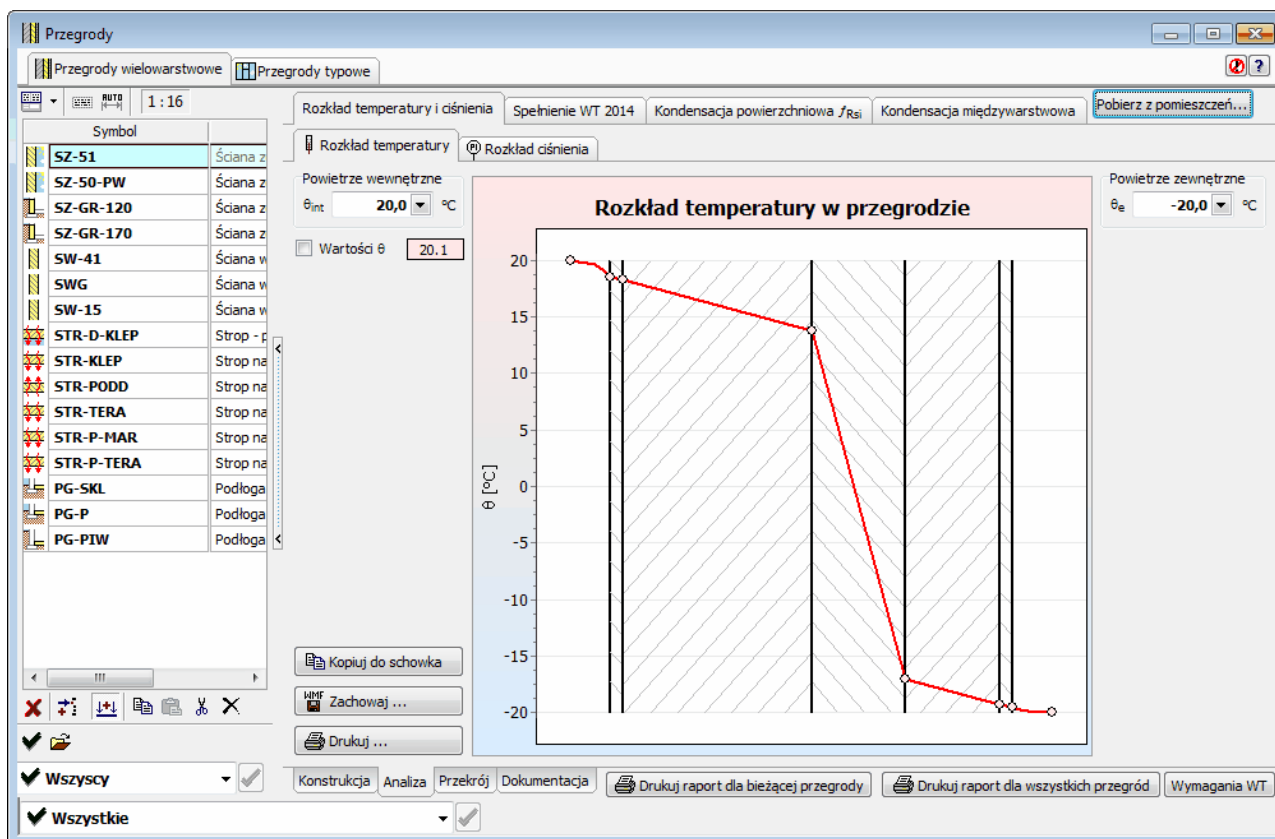 Przegrody
Przegrody wielowarstwowe
Przegrody typowe
AUTO
1:16
Symbol
SZ-51 Ściana z
SZ-50-PW Ściana z
SZ-GR-120 Ściana z
SZ-GR-170 Ściana z
SW-41 Ściana w
SWG Ściana w
SW-15 Ściana w
STR-D-KLEP Strop - p
STR-KLEP Strop na
STR-PODD Strop na
STR-TERA Strop na
STR-P-MAR Strop na
STR-P-TERA Strop na
PG-SKL Podłoga
PG-P Podłoga
PG-PIW Podłoga
Wszyscy
Wszystkie
Rozkład temperatury i ciśnienia
Spełnienie WT 2014
Kondensacja powierzchniowa fRsi
Kondensacja międzywarstwowa
Pobierz z pomieszczeń...
Rozkład temperatury
Rozkład ciśnienia
Powietrze wewnętrzne
θint 20,0 ºC
Wartości θ 20.1
Powietrze zewnętrzne
θe -20,0 ºC
Rozkład temperatury w przegrodzie
θ [ºC]
20
15
10
5
0
-5
-10
-15
-20
Kopiuj do schowka
WMF
Zachowaj ...
Drukuj ...
Konstrukcja
Analiza
Przekrój
Dokumentacja
Drukuj raport dla bieżącej przegrody
Drukuj raport dla wszystkich przegród
Wymagania WT